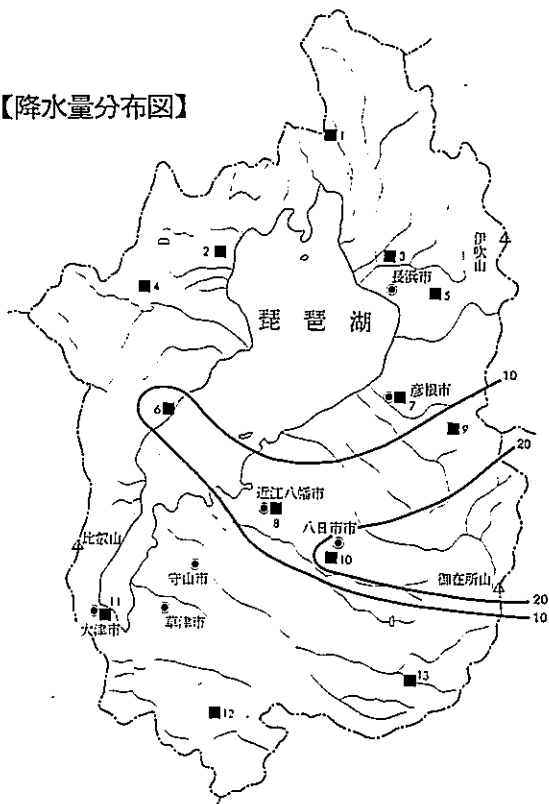 【降水量分布図】
1
2
3
伊吹山
長浜市
4
5
琵琶湖
彦根市
7
10
6
9
20
近江八幡市
8
八日市市
10
比叡山
守山市
御在所山
20
10
11
大津市
草津市
13
12